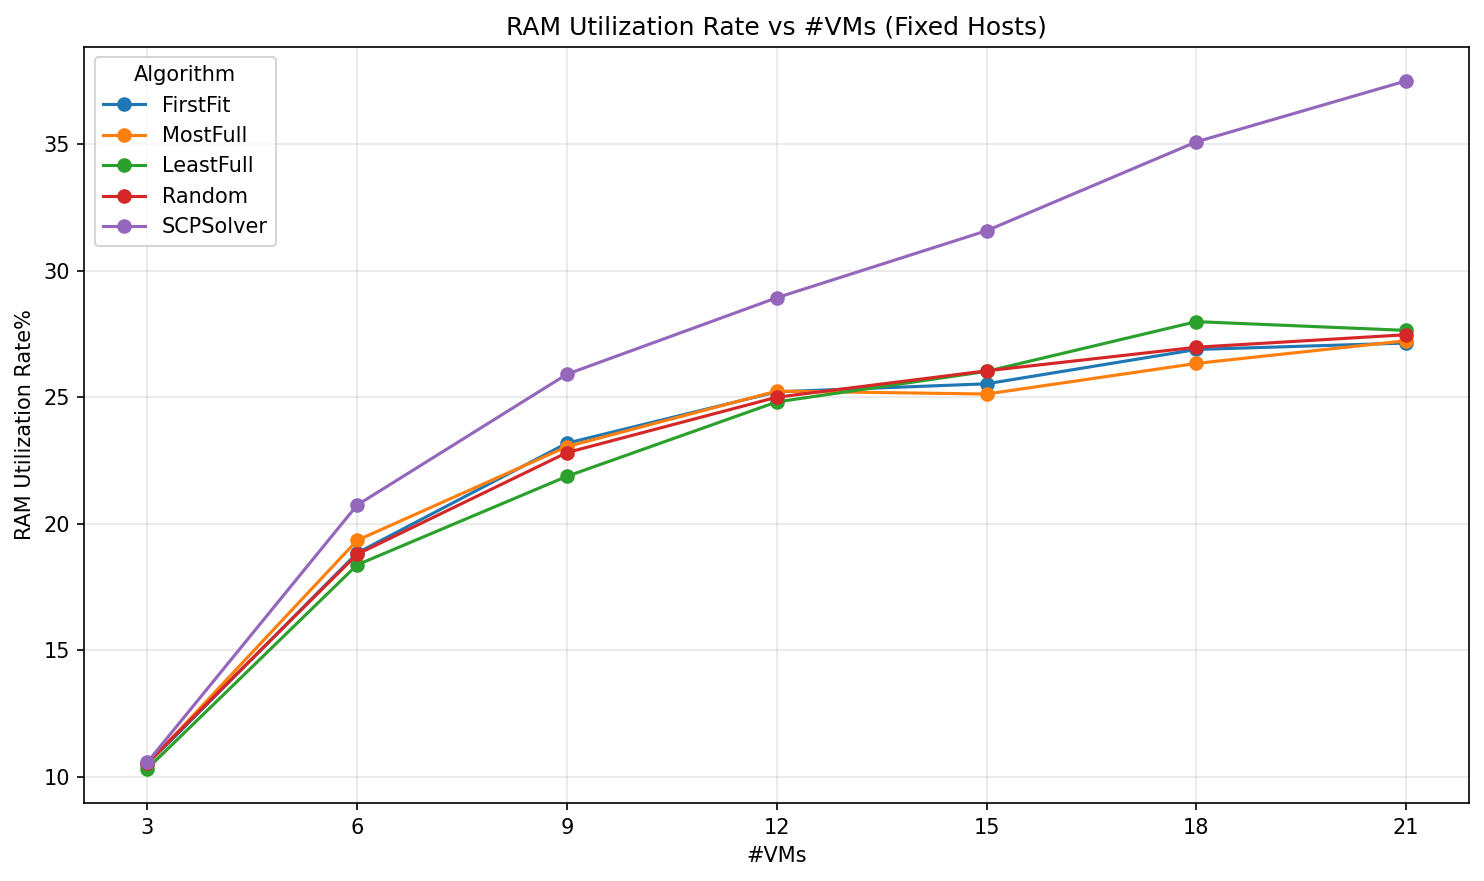 RAM Utilization Rate vs #VMs (Fixed Hosts)
Algorithm
FirstFit
MostFull
LeastFull
Random
SCPSolver
RAM Utilization Rate%
35
30
25
20
15
10
3 6 9 12 15 18 21
#VMs